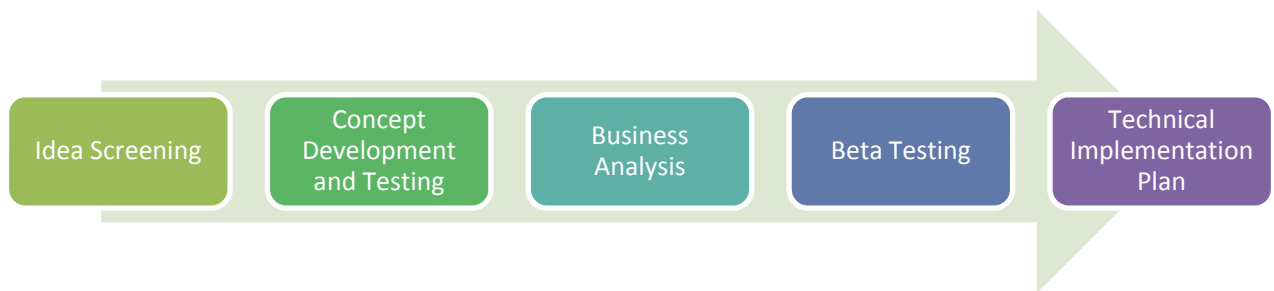 Idea Screening
Concept
Development
and Testing
Business
Analysis
Beta Testing
Technical
Implementation
Plan